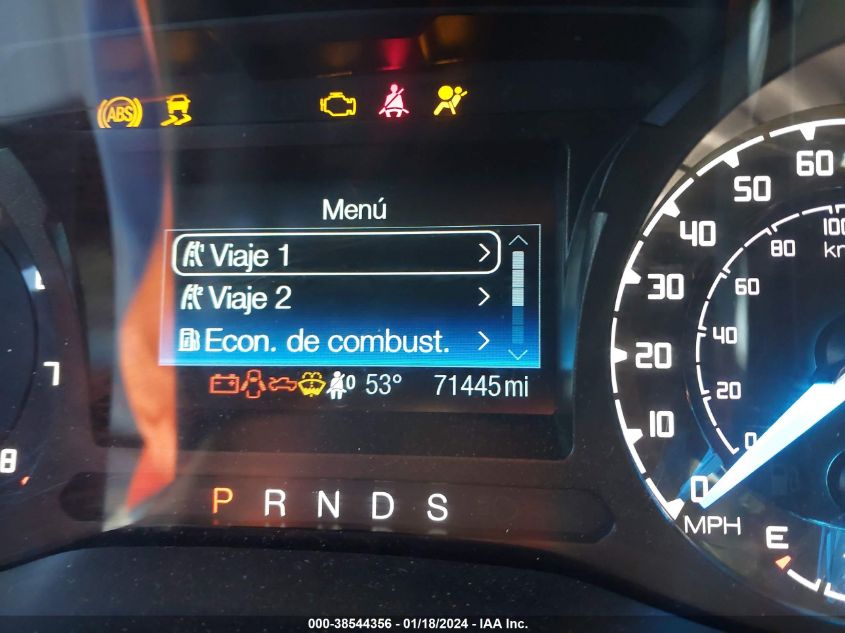 ABS
Menú
Viaje 1
Viaje 2
Econ. de combust.
0 53° 71445 mi
P R N D S
7
8
0
10
20
30
40
50
60
MPH
0
20
40
60
80
100
E
000-38544356 - 01/18/2024 - IAA Inc.